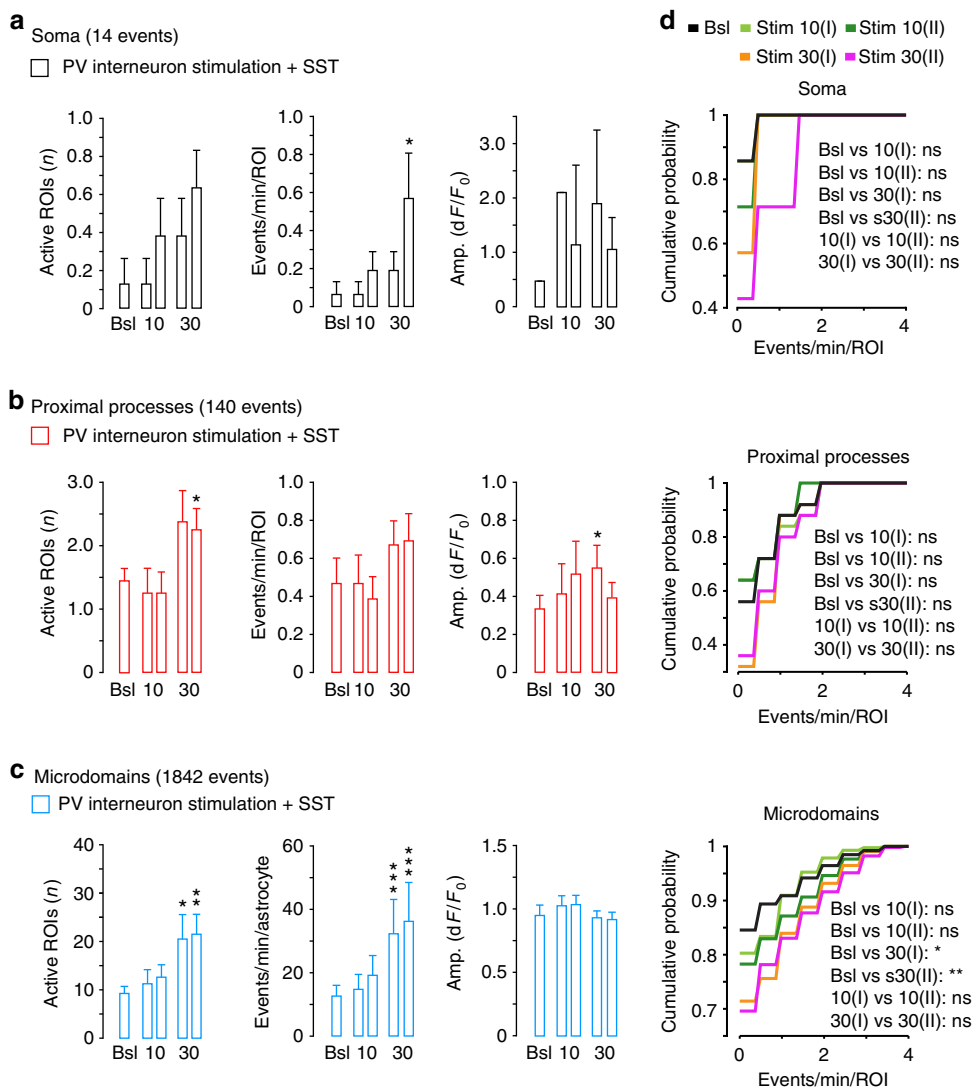 a
Soma (14 events)
PV interneuron stimulation + SST
Active ROIs (n)
1.0
0.8
0.6
0.4
0.2
0
Bsl 10 30
Events/min/ROI
1.0
0.8
0.6
0.4
0.2
0
*
Bsl 10 30
Amp. (dF/F0)
3.0
2.0
1.0
0
Bsl 10 30
b
Proximal processes (140 events)
PV interneuron stimulation + SST
Active ROIs (n)
3.0
2.0
1.0
0
*
Bsl 10 30
Events/min/ROI
0.8
0.6
0.4
0.4
0
Bsl 10 30
Amp. (dF/F0)
0.8
0.6
0.4
0.4
0
*
Bsl 10 30
c
Microdomains (1842 events)
PV interneuron stimulation + SST
Active ROIs (n)
40
30
20
10
0
* **
Bsl 10 30
Events/min/astrocyte
60
40
20
0
*** ***
Bsl 10 30
Amp. (dF/F0)
1.5
1.0
0.5
0
Bsl 10 30
d
Bsl Stim 10(I) Stim 10(II)
Stim 30(I) Stim 30(II)
Soma
Cumulative probability
1
0.9
0.8
0.7
0.6
0.4
Bsl vs 10(I): ns
Bsl vs 10(II): ns
Bsl vs 30(I): ns
Bsl vs s30(II): ns
10(I) vs 10(II): ns
30(I) vs 30(II): ns
0 2 4
Events/min/ROI
Proximal processes
Cumulative probability
1
0.8
0.6
0.4
Bsl vs 10(I): ns
Bsl vs 10(II): ns
Bsl vs 30(I): ns
Bsl vs s30(II): ns
10(I) vs 10(II): ns
30(I) vs 30(II): ns
0 2 4
Events/min/ROI
Microdomains
Cumulative probability
1
0.9
0.8
0.7
Bsl vs 10(I): ns
Bsl vs 10(II): ns
Bsl vs 30(I): *
Bsl vs s30(II): **
10(I) vs 10(II): ns
30(I) vs 30(II): ns
0 2 4
Events/min/ROI